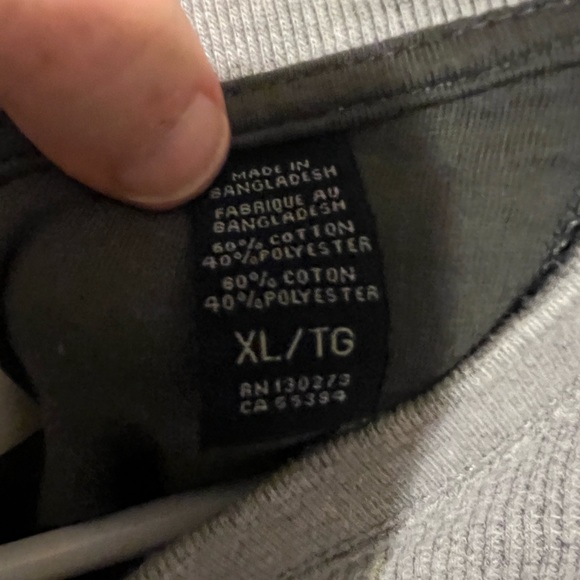 MADE IN
BANGLADESH
FABRIQUE AU
BANGLADESH
60% COTTON
40% POLYESTER
60% COTON
40% POLYESTER
XL/TG
RN 130273
CA 55394